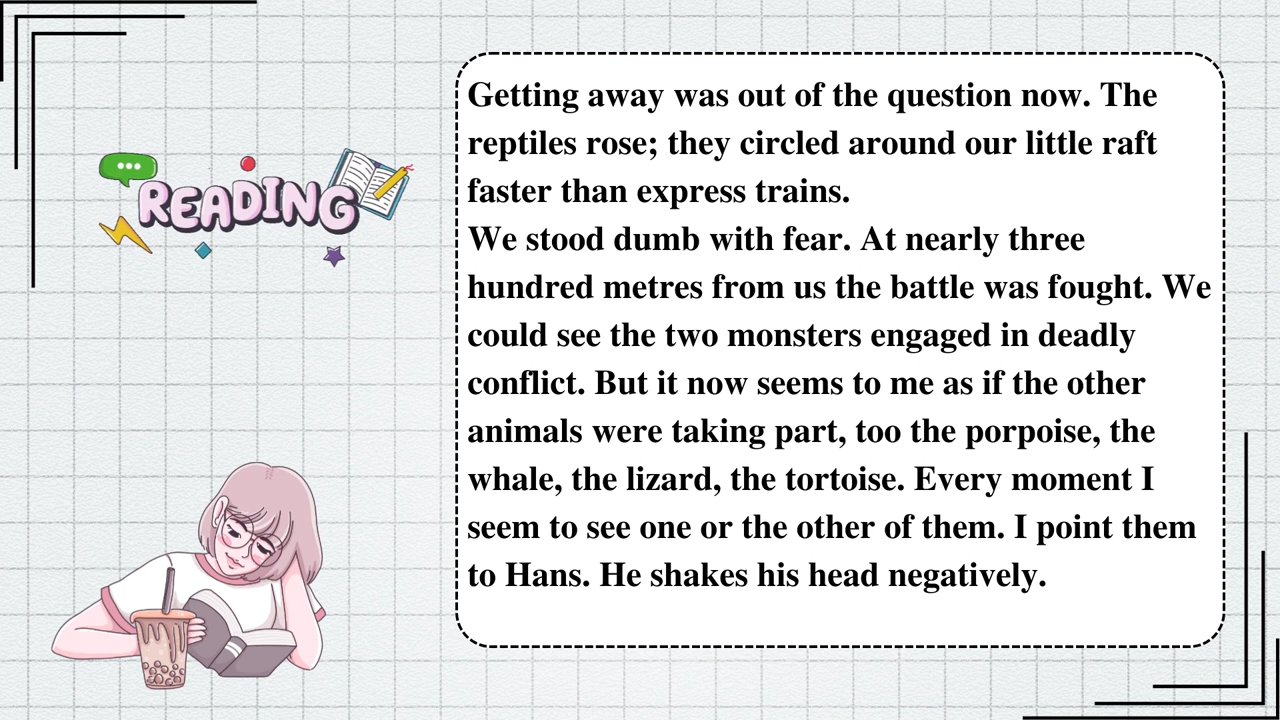 READING
Getting away was out of the question now. The
reptiles rose; they circled around our little raft
faster than express trains.
We stood dumb with fear. At nearly three
hundred metres from us the battle was fought. We
could see the two monsters engaged in deadly
conflict. But it now seems to me as if the other
animals were taking part, too the porpoise, the
whale, the lizard, the tortoise. Every moment I
seem to see one or the other of them. I point them
to Hans. He shakes his head negatively.